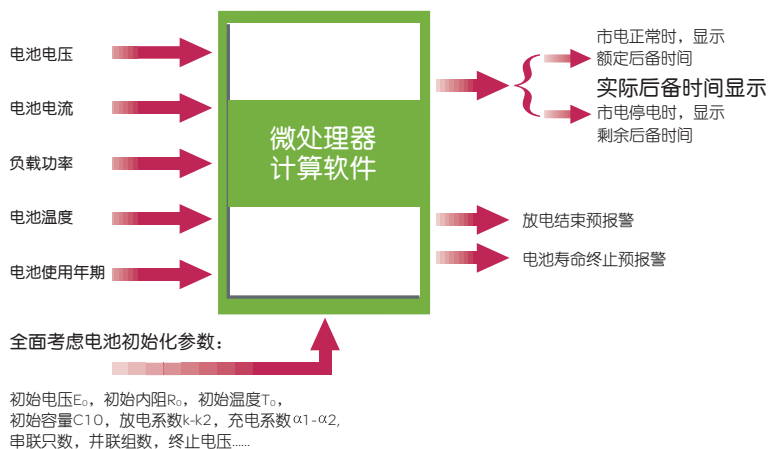 电池电压
电池电流
负载功率
电池温度
电池使用年期
微处理器
计算软件
市电正常时，显示
额定后备时间
实际后备时间显示
市电停电时，显示
剩余后备时间
放电结束预报警
电池寿命终止预报警
全面考虑电池初始化参数：
初始电压E₀，初始内阻R₀，初始温度T₀，
初始容量C10，放电系数k-k2，充电系数α1-α2，
串联只数，并联组数，终止电压……